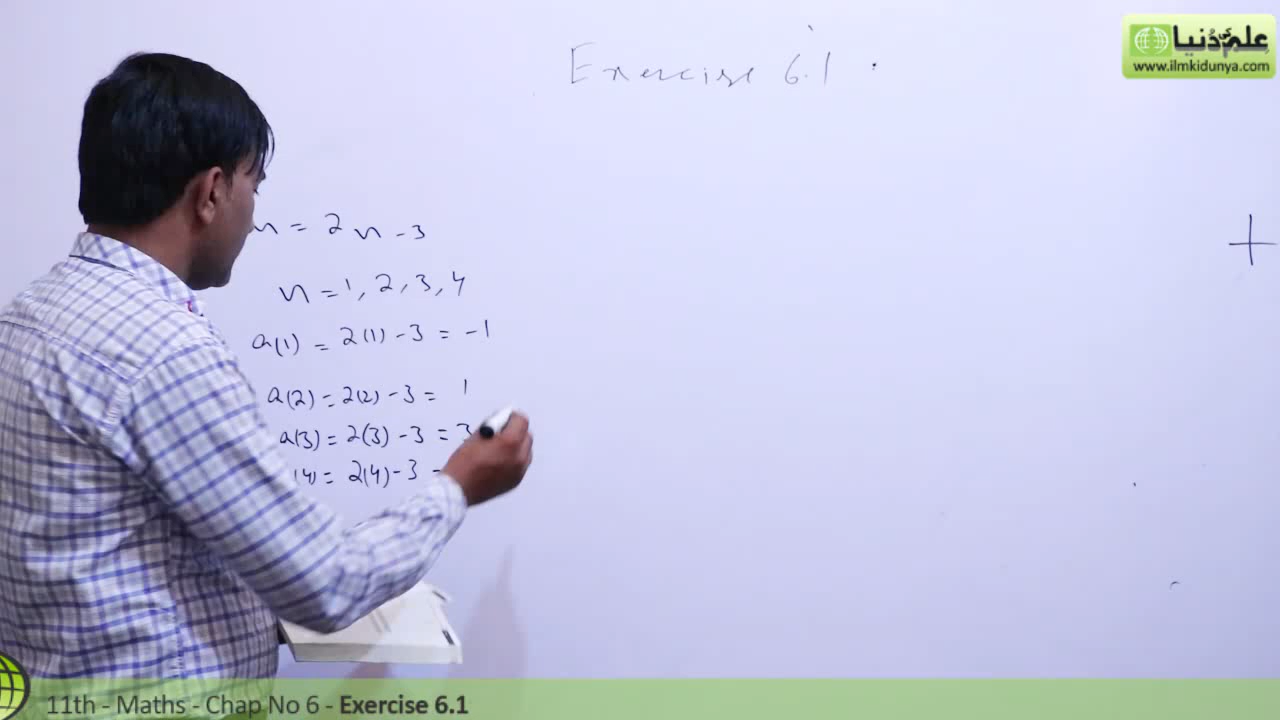 Exercise 6.1
علم کی دنیا
www.ilmkidunya.com
n = 2n - 3
n = 1, 2, 3, 4
a(1) = 2(1) - 3 = -1
a(2) = 2(2) - 3 = 1
a(3) = 2(3) - 3 = 3
(4) = 2(4) - 3 =
11th - Maths - Chap No 6 - Exercise 6.1